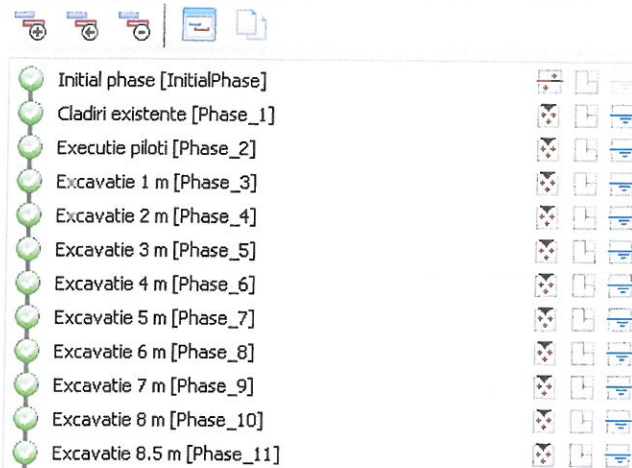 Initial phase [InitialPhase]
Cladiri existente [Phase_1]
Executie piloti [Phase_2]
Excavatie 1 m [Phase_3]
Excavatie 2 m [Phase_4]
Excavatie 3 m [Phase_5]
Excavatie 4 m [Phase_6]
Excavatie 5 m [Phase_7]
Excavatie 6 m [Phase_8]
Excavatie 7 m [Phase_9]
Excavatie 8 m [Phase_10]
Excavatie 8.5 m [Phase_11]